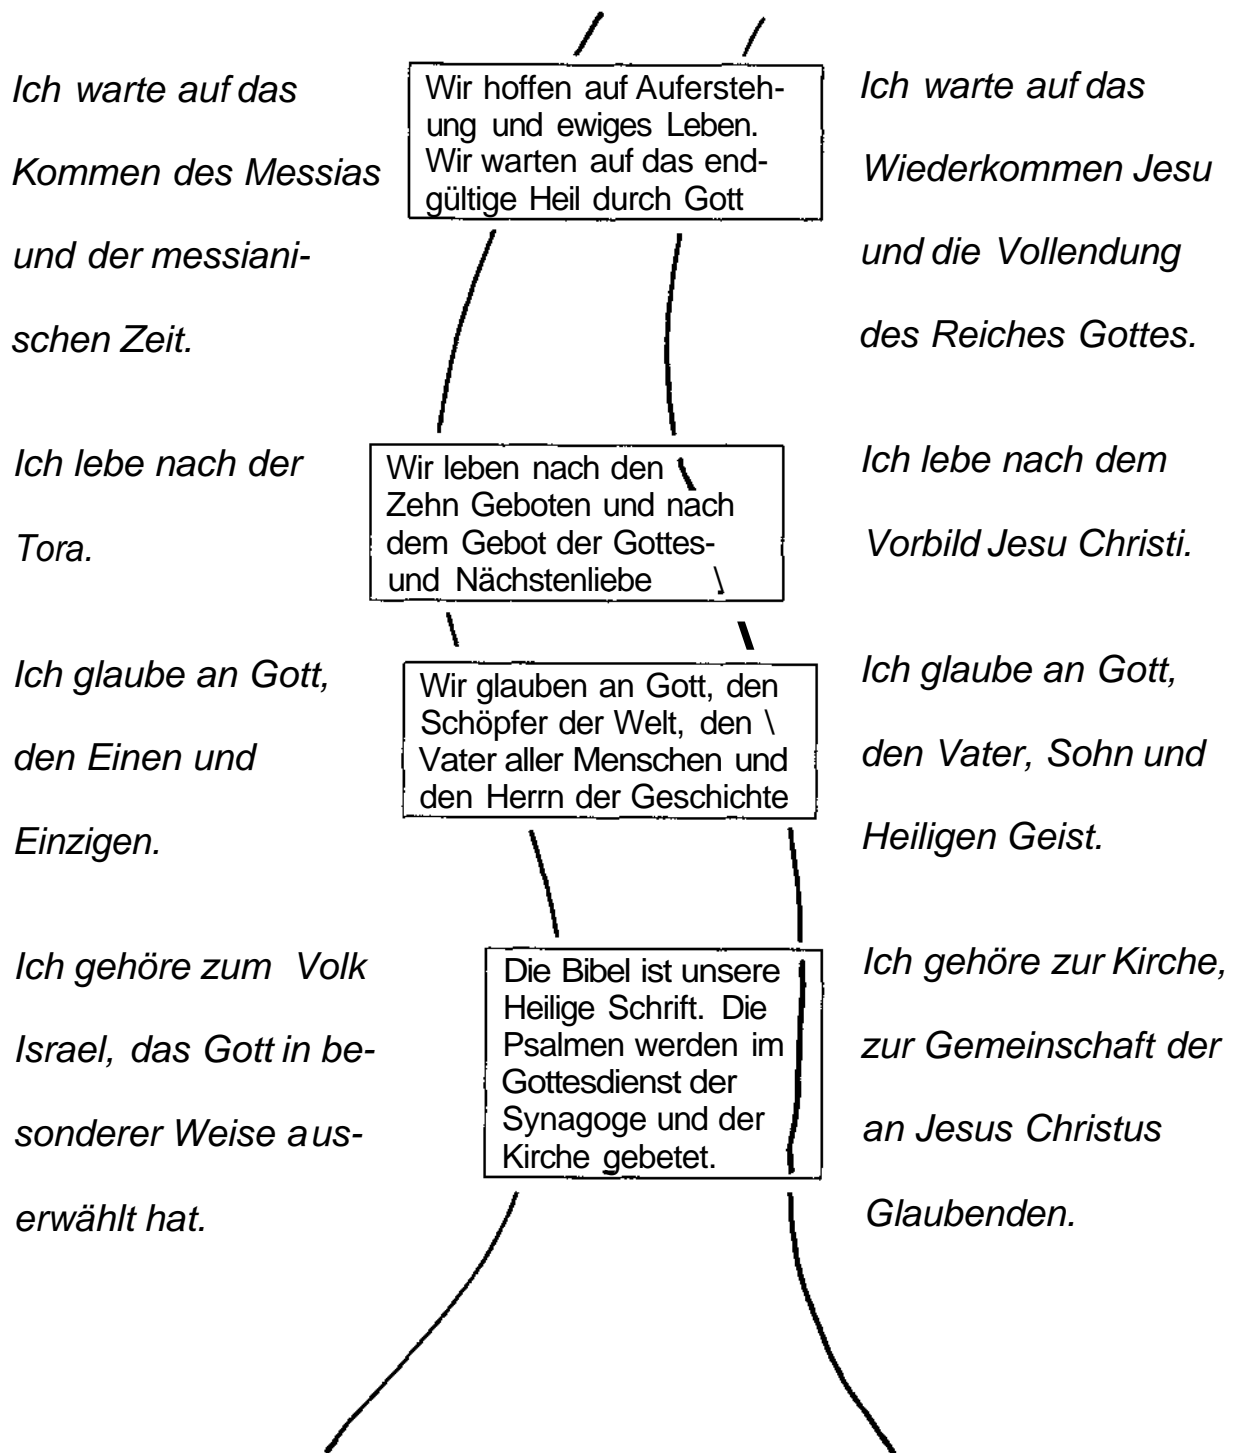 Ich warte auf das
Kommen des Messias
und der messiani-
schen Zeit.
Wir hoffen auf Aufersteh-
ung und ewiges Leben.
Wir warten auf das end-
gültige Heil durch Gott
Ich warte auf das
Wiederkommen Jesu
und die Vollendung
des Reiches Gottes.
Ich lebe nach der
Tora.
Wir leben nach den
Zehn Geboten und nach
dem Gebot der Gottes-
und Nächstenliebe
Ich lebe nach dem
Vorbild Jesu Christi.
Ich glaube an Gott,
den Einen und
Einzigen.
Wir glauben an Gott, den
Schöpfer der Welt, den
Vater aller Menschen und
den Herrn der Geschichte
Ich glaube an Gott,
den Vater, Sohn und
Heiligen Geist.
Ich gehöre zum Volk
Israel, das Gott in be-
sonderer Weise aus-
erwählt hat.
Die Bibel ist unsere
Heilige Schrift. Die
Psalmen werden im
Gottesdienst der
Synagoge und der
Kirche gebetet.
Ich gehöre zur Kirche,
zur Gemeinschaft der
an Jesus Christus
Glaubenden.